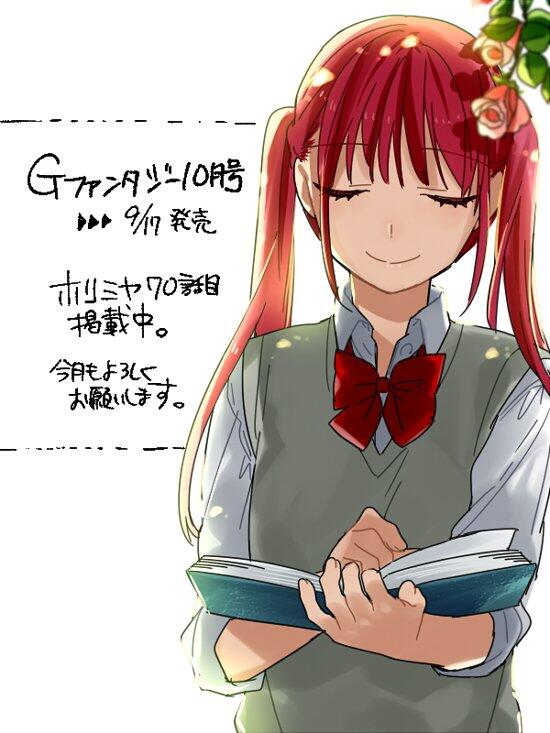 Gファンタジー10月号
▶▶▶ 9/17 発売
ホリミヤ70話目
掲載中。
今月もよろしく
お願いします。